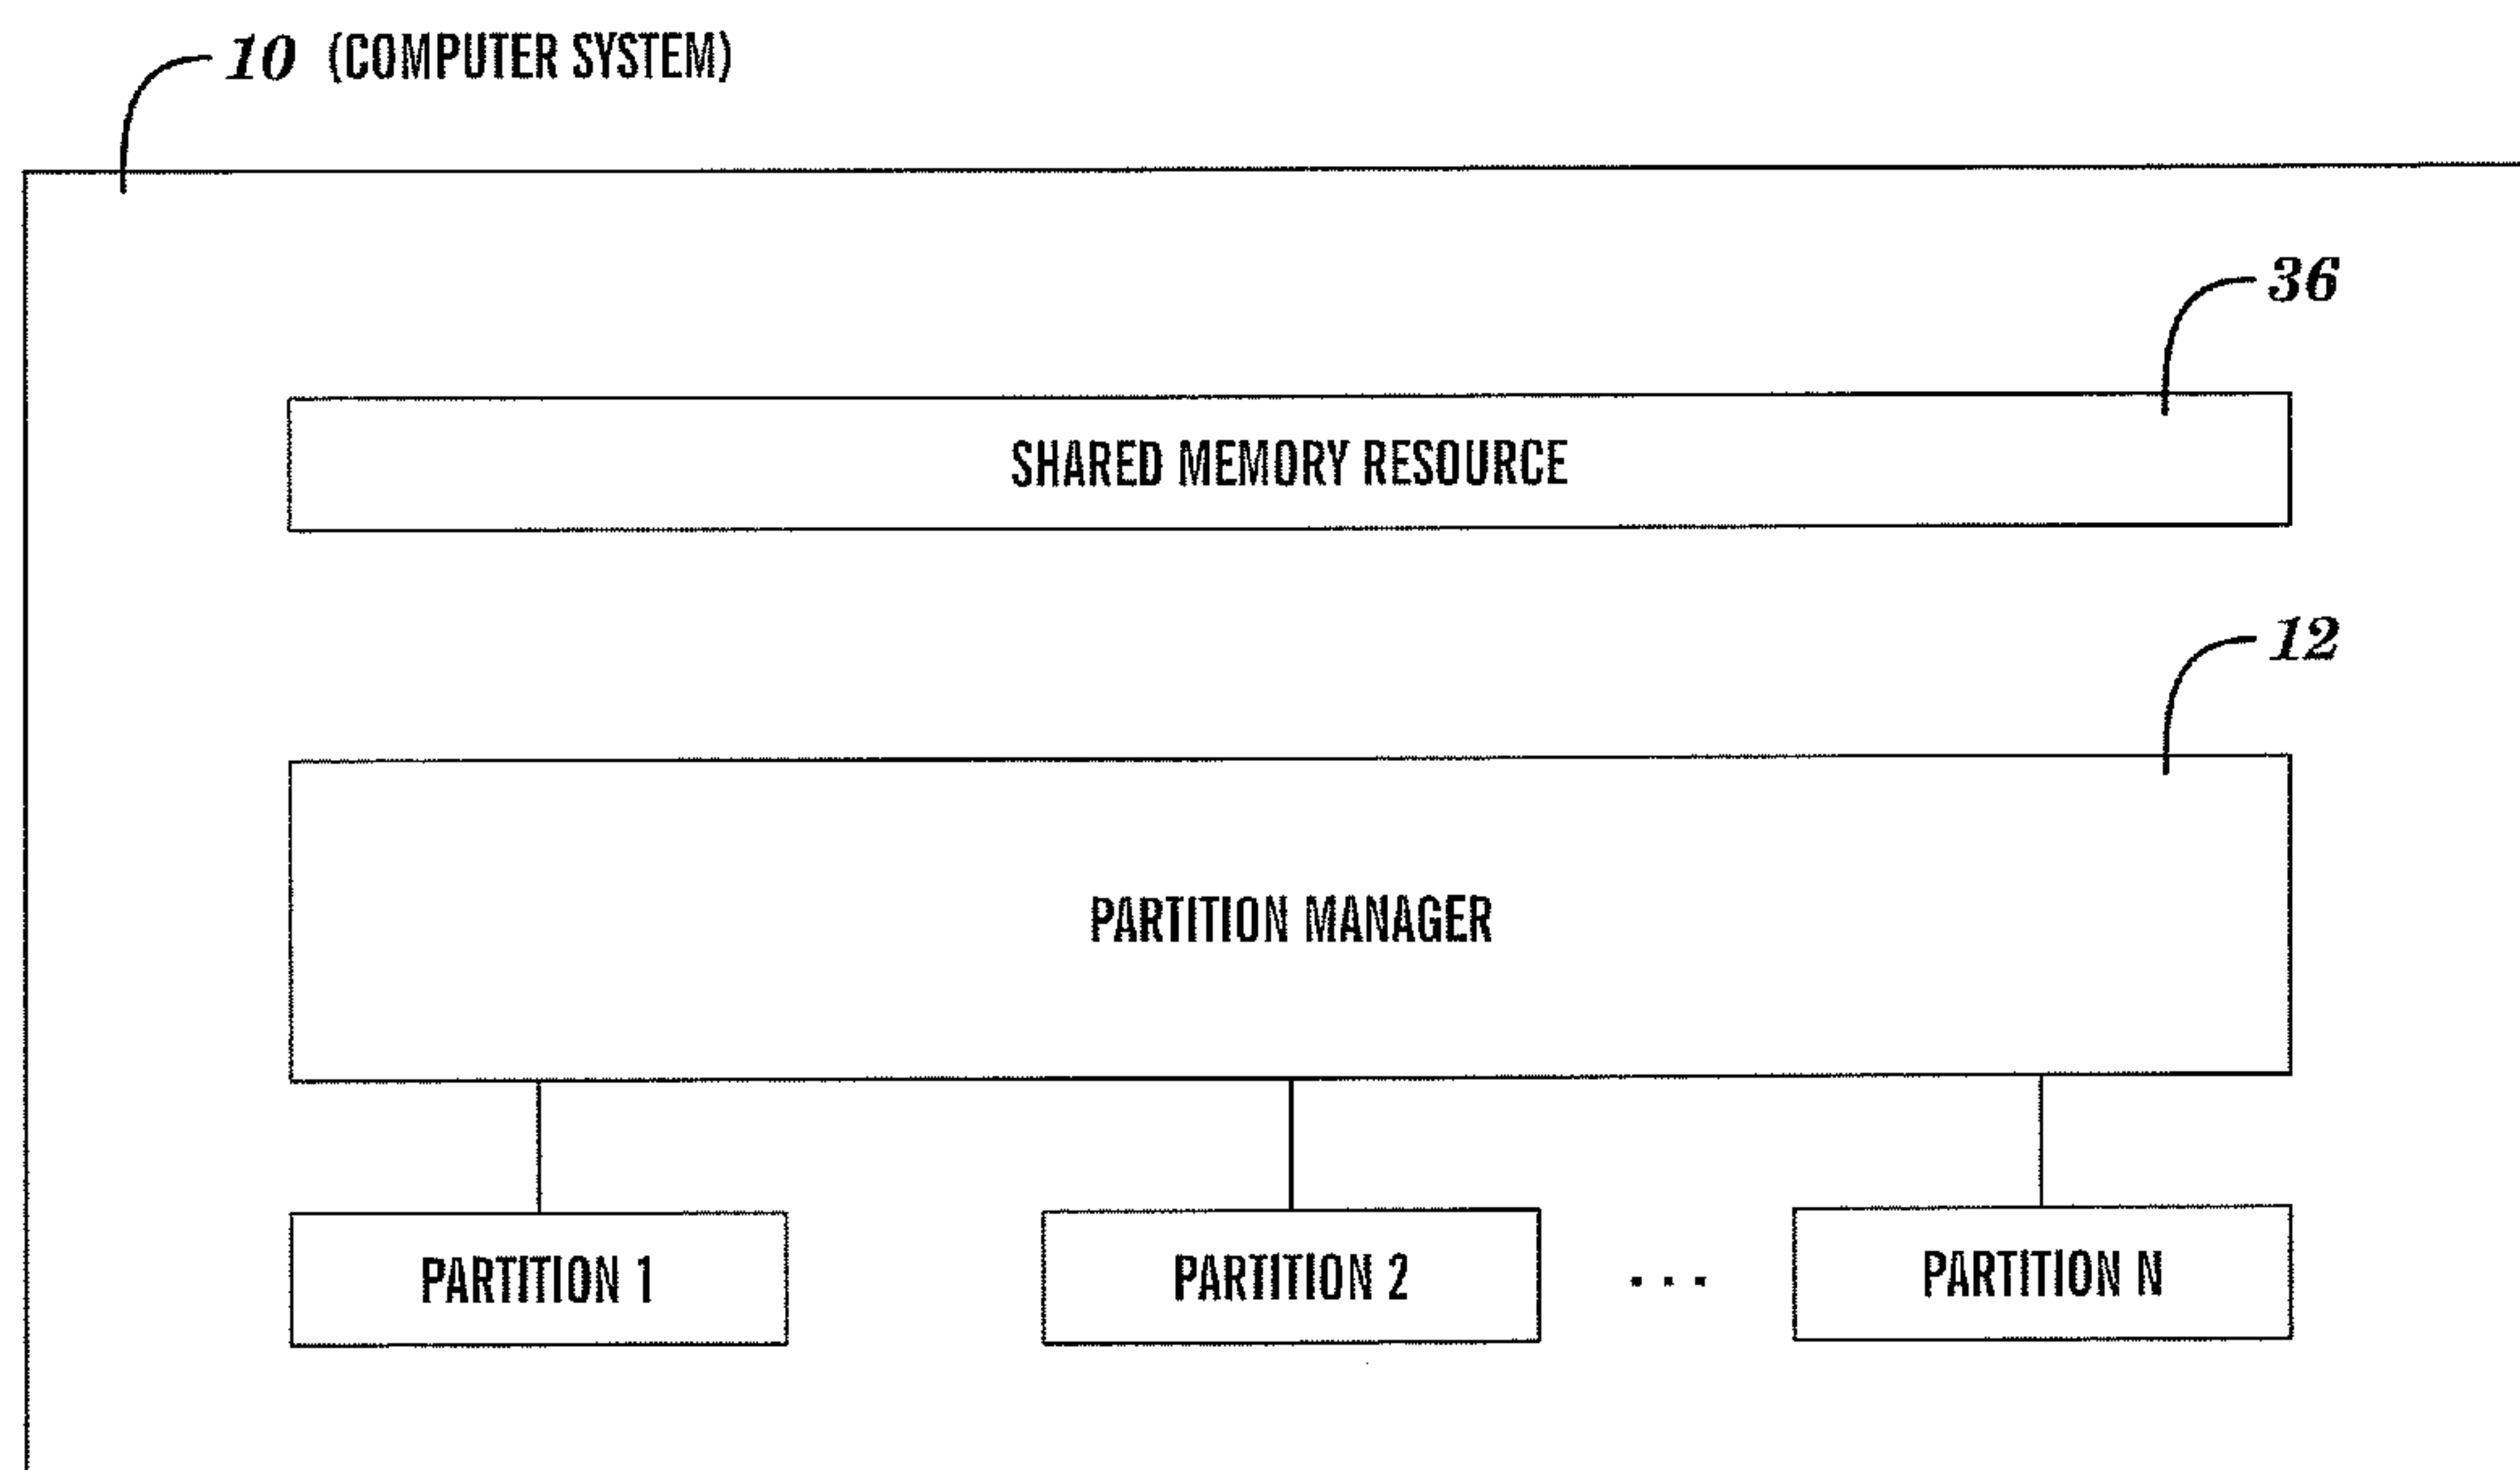 10 (COMPUTER SYSTEM)
36
SHARED MEMORY RESOURCE
12
PARTITION MANAGER
PARTITION 1
PARTITION 2
...
PARTITION N